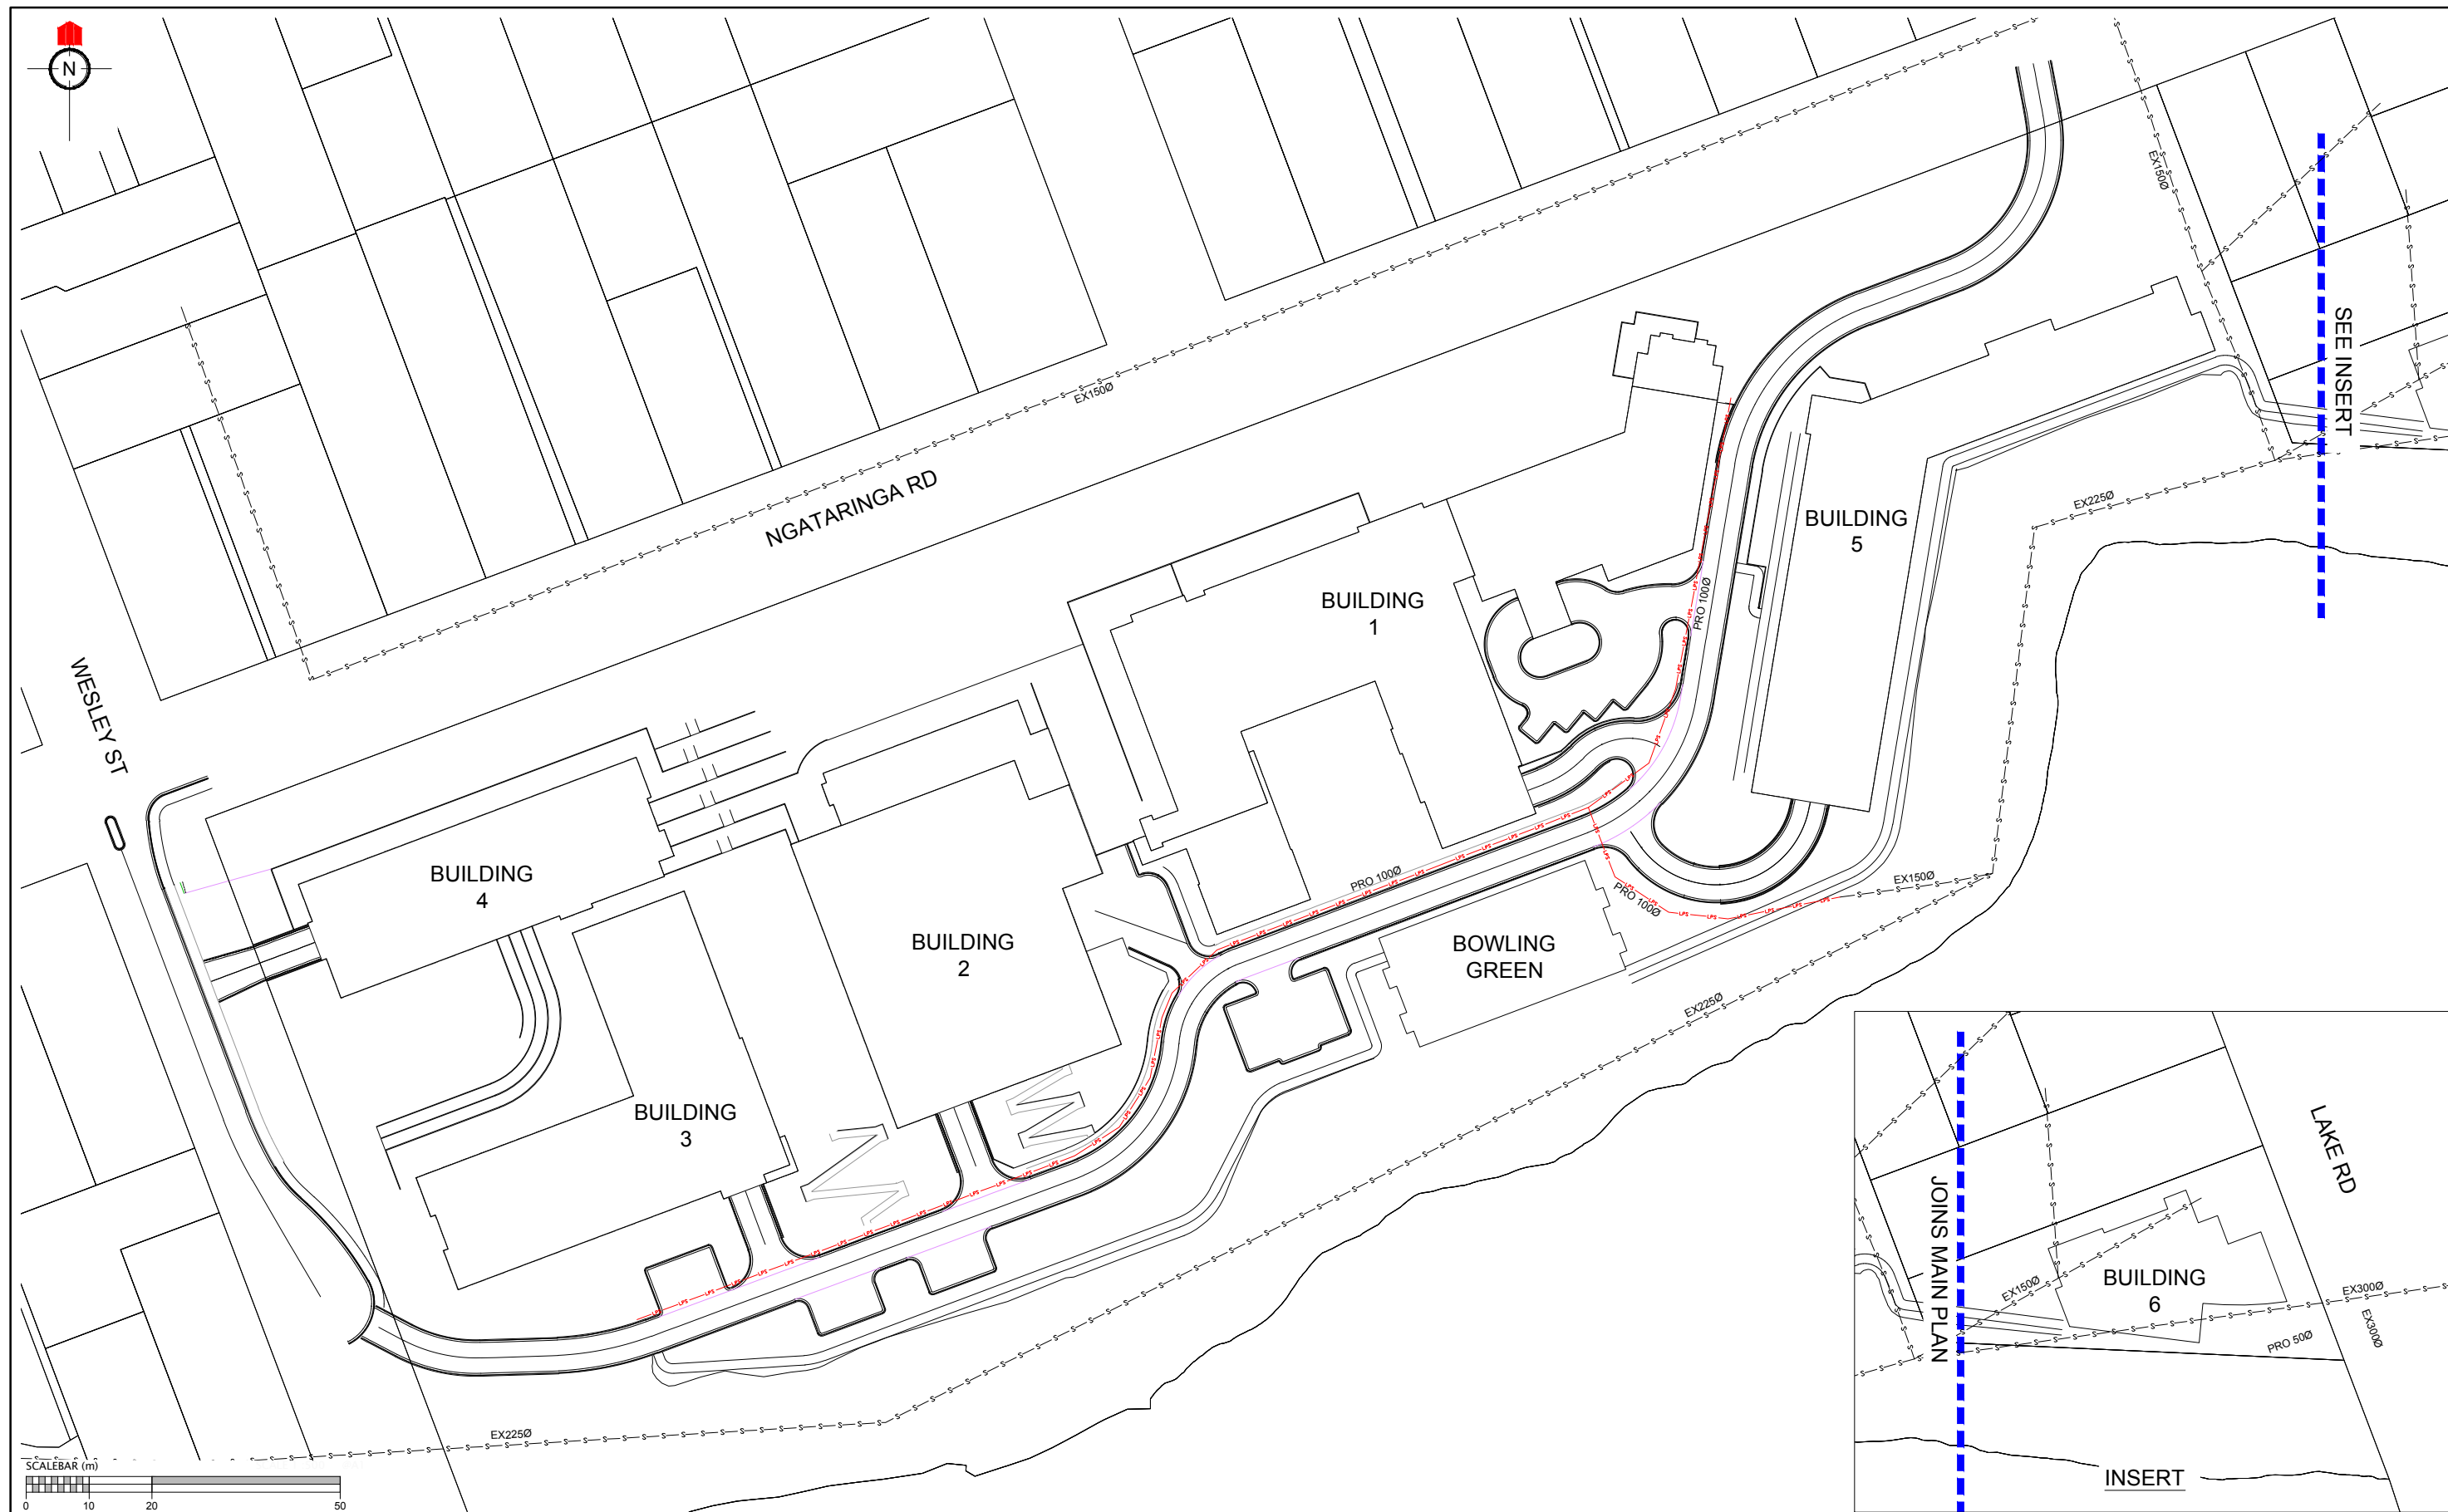 N
EX150Ø
SEE INSERT
EX150Ø
NGATARINGA RD
EX225Ø
BUILDING
5
BUILDING
1
PRO 100Ø
WESLEY ST
BUILDING
4
PRO 100Ø
EX150Ø
PRO 100Ø
BUILDING
2
BOWLING
GREEN
EX225Ø
BUILDING
3
LAKE RD
JOINS MAIN PLAN
EX150Ø
BUILDING
6
EX300Ø
EX300Ø
PRO 50Ø
EX225Ø
SCALEBAR (m)
0 10 20 50
INSERT